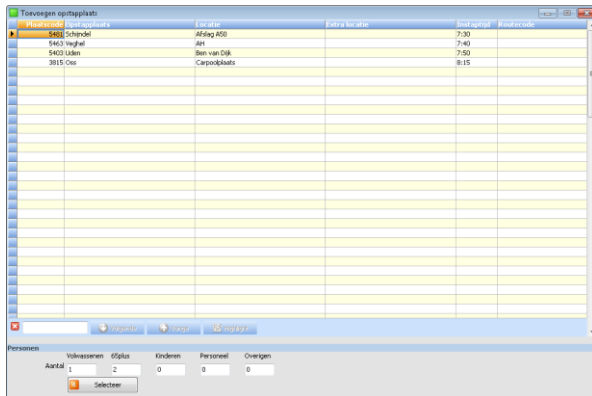 Toevoegen opstapplaats
Plaatscode Opstapplaats Locatie Extra locatie Instaptijd Routecode
5481 Schijndel Afslag A50 7:30
5463 Veghel AH 7:40
5403 Uden Ben van Dijk 7:50
3815 Oss Carpoolplaats 8:15
Personen
Volwassenen 65plus Kinderen Personeel Overigen
Aantal 1 2 0 0 0
Selecteer